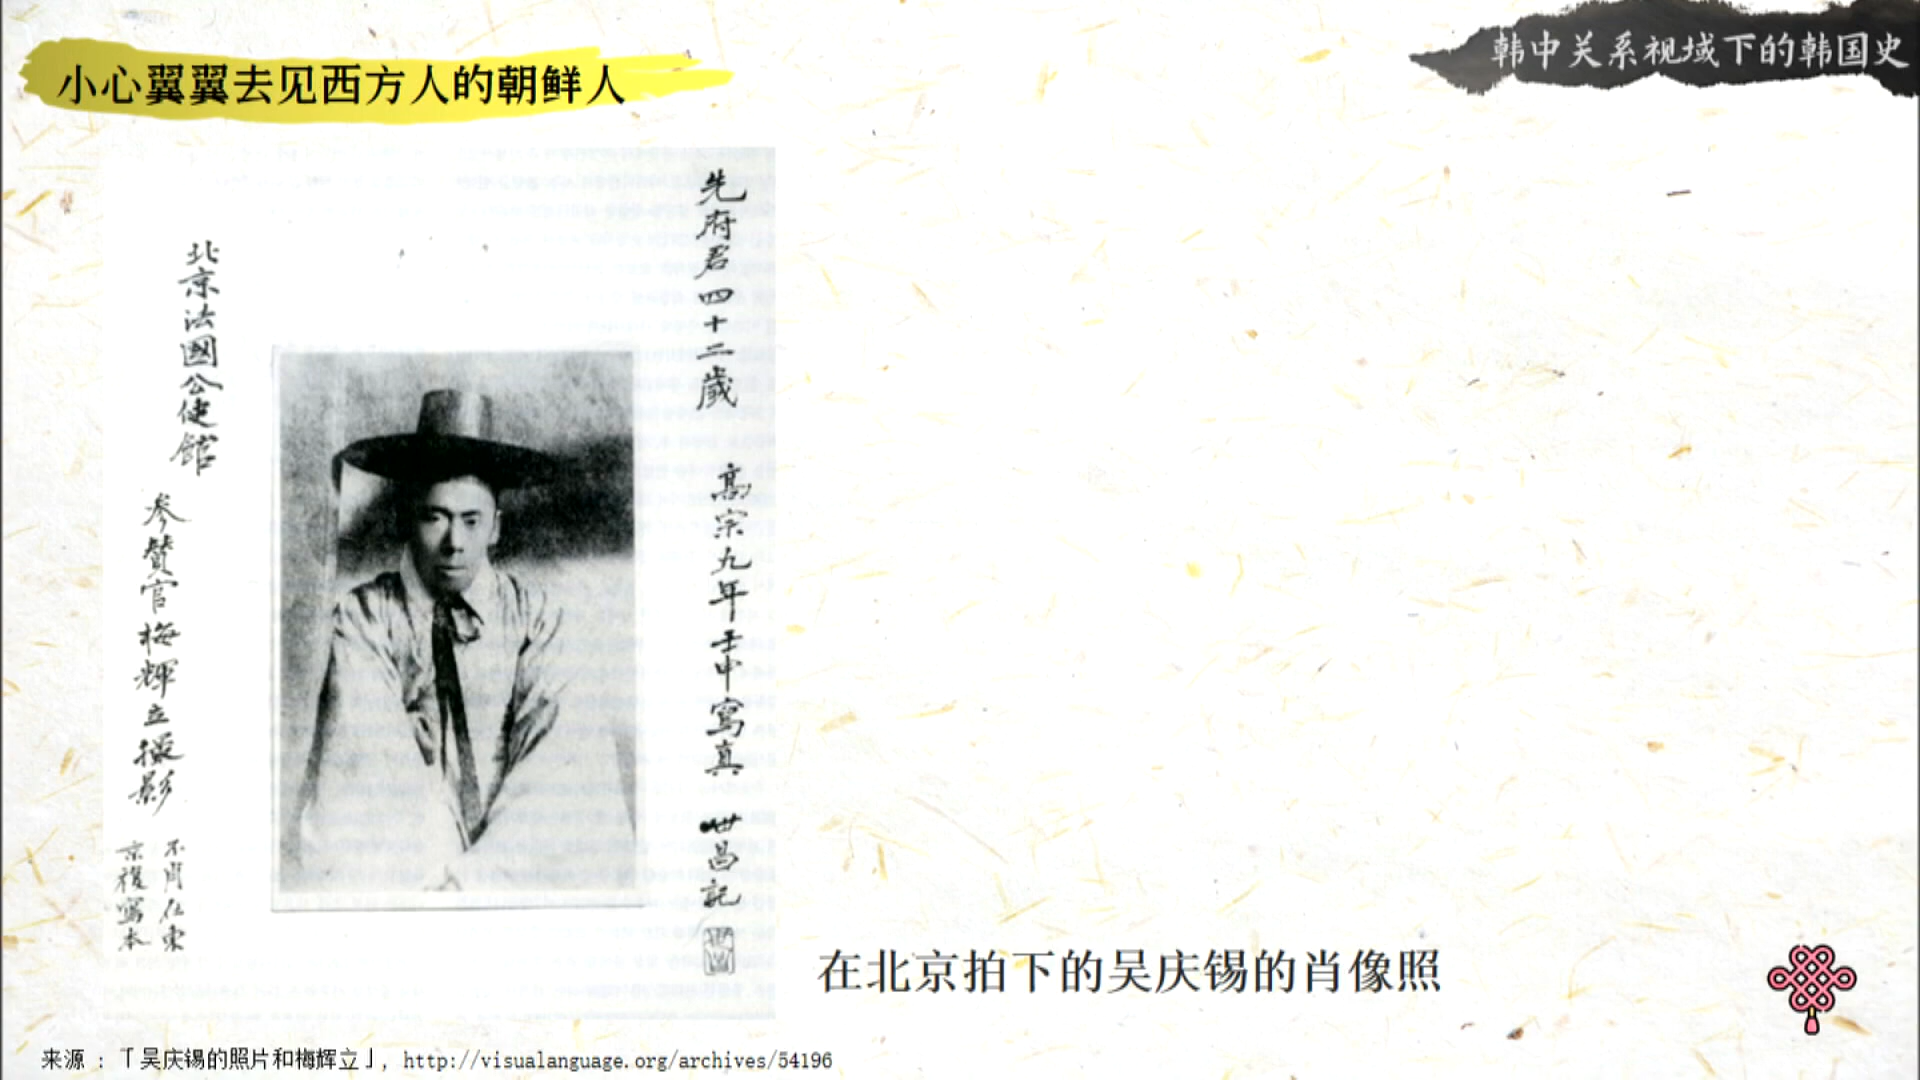 小心翼翼去见西方人的朝鲜人
韩中关系视域下的韩国史
先府君四十二歲 高宗九年壬申寫真 世昌記
北京法國公使館
参贊官梅輝立撮影
不肖在東
京複寫本
在北京拍下的吴庆锡的肖像照
来源 : 「吴庆锡的照片和梅辉立」, http://visualanguage.org/archives/54196